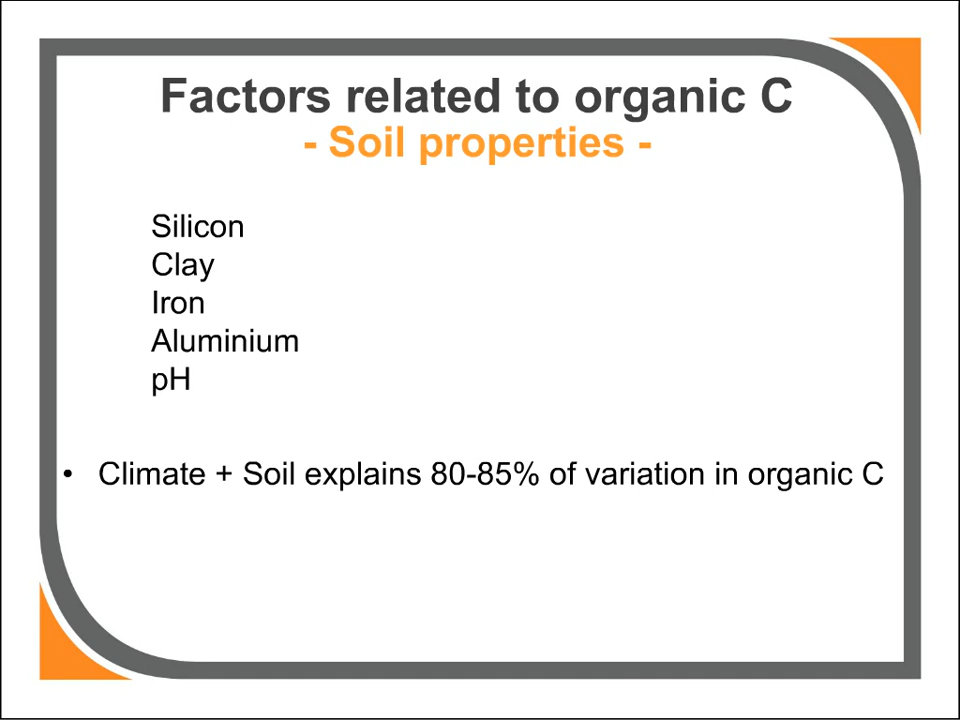 Factors related to organic C
- Soil properties -
Silicon
Clay
Iron
Aluminium
pH
• Climate + Soil explains 80-85% of variation in organic C